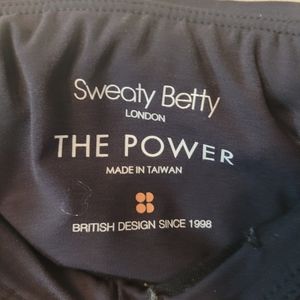 Sweaty Betty
LONDON
THE POWER
MADE IN TAIWAN
BRITISH DESIGN SINCE 1998